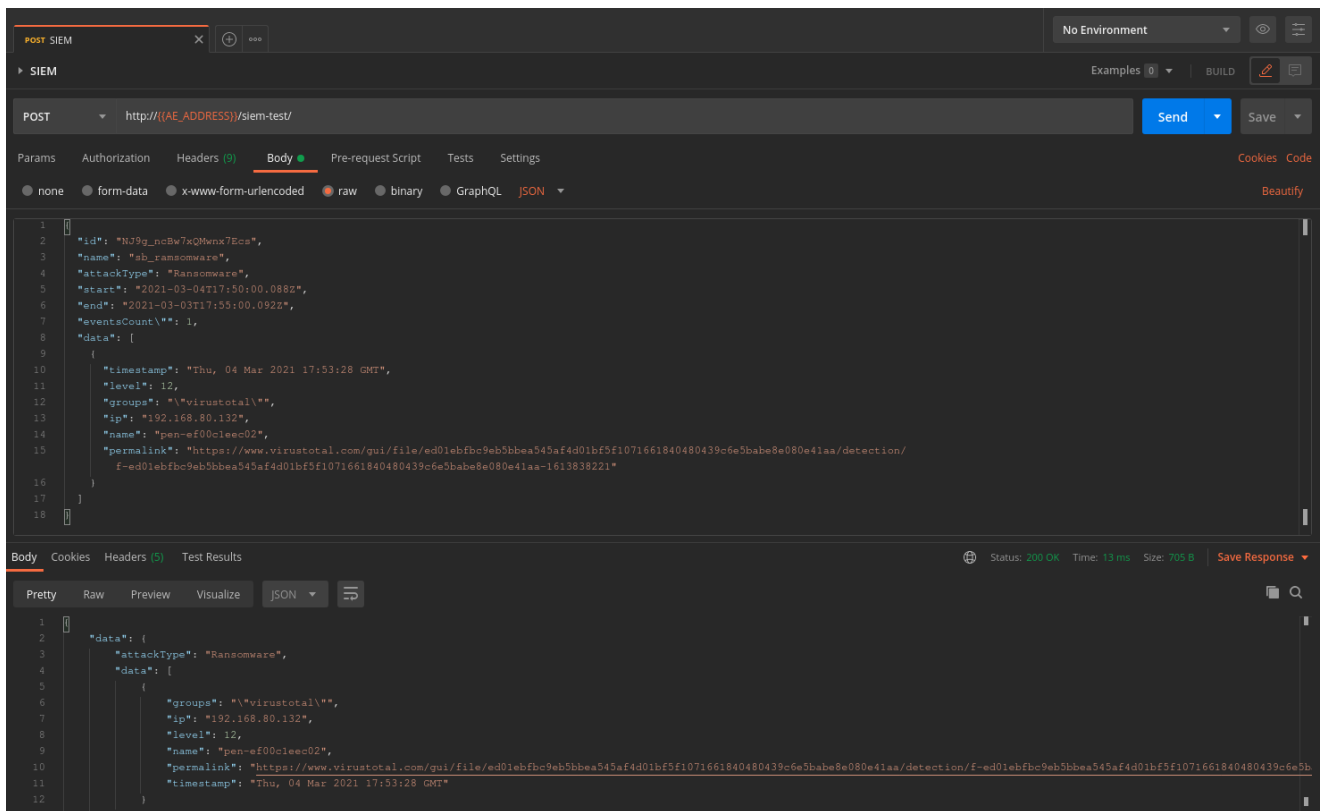 POST SIEM
No Environment
SIEM
Examples 0
BUILD
POST http://{{AE_ADDRESS}}/siem-test/ Send Save
Params Authorization Headers (9) Body Pre-request Script Tests Settings Cookies Code
none form-data x-www-form-urlencoded raw binary GraphQL JSON Beautify
1 {
2 "id": "NJ9g_ncBw7xQMwnx7Ecs",
3 "name": "sb_ramsomware",
4 "attackType": "Ransomware",
5 "start": "2021-03-04T17:50:00.088Z",
6 "end": "2021-03-03T17:55:00.092Z",
7 "eventsCount\"": 1,
8 "data": [
9 {
10 "timestamp": "Thu, 04 Mar 2021 17:53:28 GMT",
11 "level": 12,
12 "groups": "\"virustotal\"",
13 "ip": "192.168.80.132",
14 "name": "pen-ef00c1eec02",
15 "permalink": "https://www.virustotal.com/gui/file/ed01ebfbc9eb5bbea545af4d01bf5f1071661840480439c6e5babe8e080e41aa/detection/
f-ed01ebfbc9eb5bbea545af4d01bf5f1071661840480439c6e5babe8e080e41aa-1613838221"
16 }
17 ]
18 }
Body Cookies Headers (5) Test Results Status: 200 OK Time: 13 ms Size: 705 B Save Response
Pretty Raw Preview Visualize JSON
1 {
2 "data": {
3 "attackType": "Ransomware",
4 "data": [
5 {
6 "groups": "\"virustotal\"",
7 "ip": "192.168.80.132",
8 "level": 12,
9 "name": "pen-ef00c1eec02",
10 "permalink": "https://www.virustotal.com/gui/file/ed01ebfbc9eb5bbea545af4d01bf5f1071661840480439c6e5babe8e080e41aa/detection/f-ed01ebfbc9eb5bbea545af4d01bf5f1071661840480439c6e5b
11 "timestamp": "Thu, 04 Mar 2021 17:53:28 GMT"
12 }